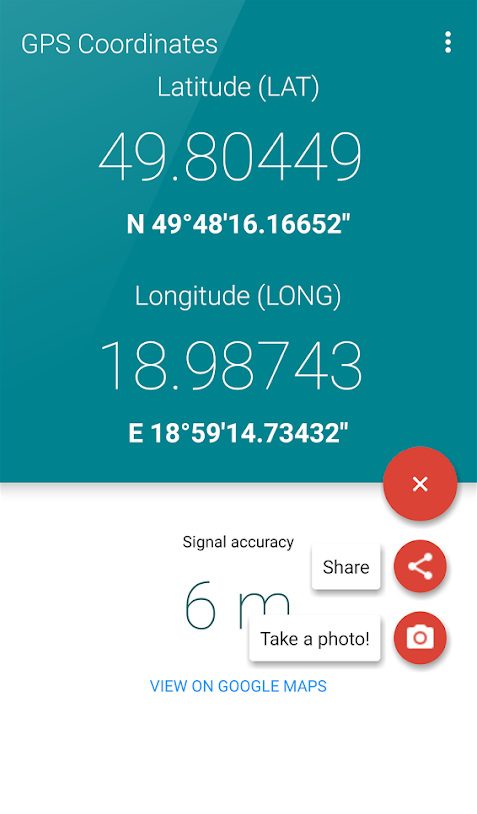 GPS Coordinates
Latitude (LAT)
49.80449
N 49°48'16.16652"
Longitude (LONG)
18.98743
E 18°59'14.73432"
Signal accuracy
Share
6 m
Take a photo!
VIEW ON GOOGLE MAPS